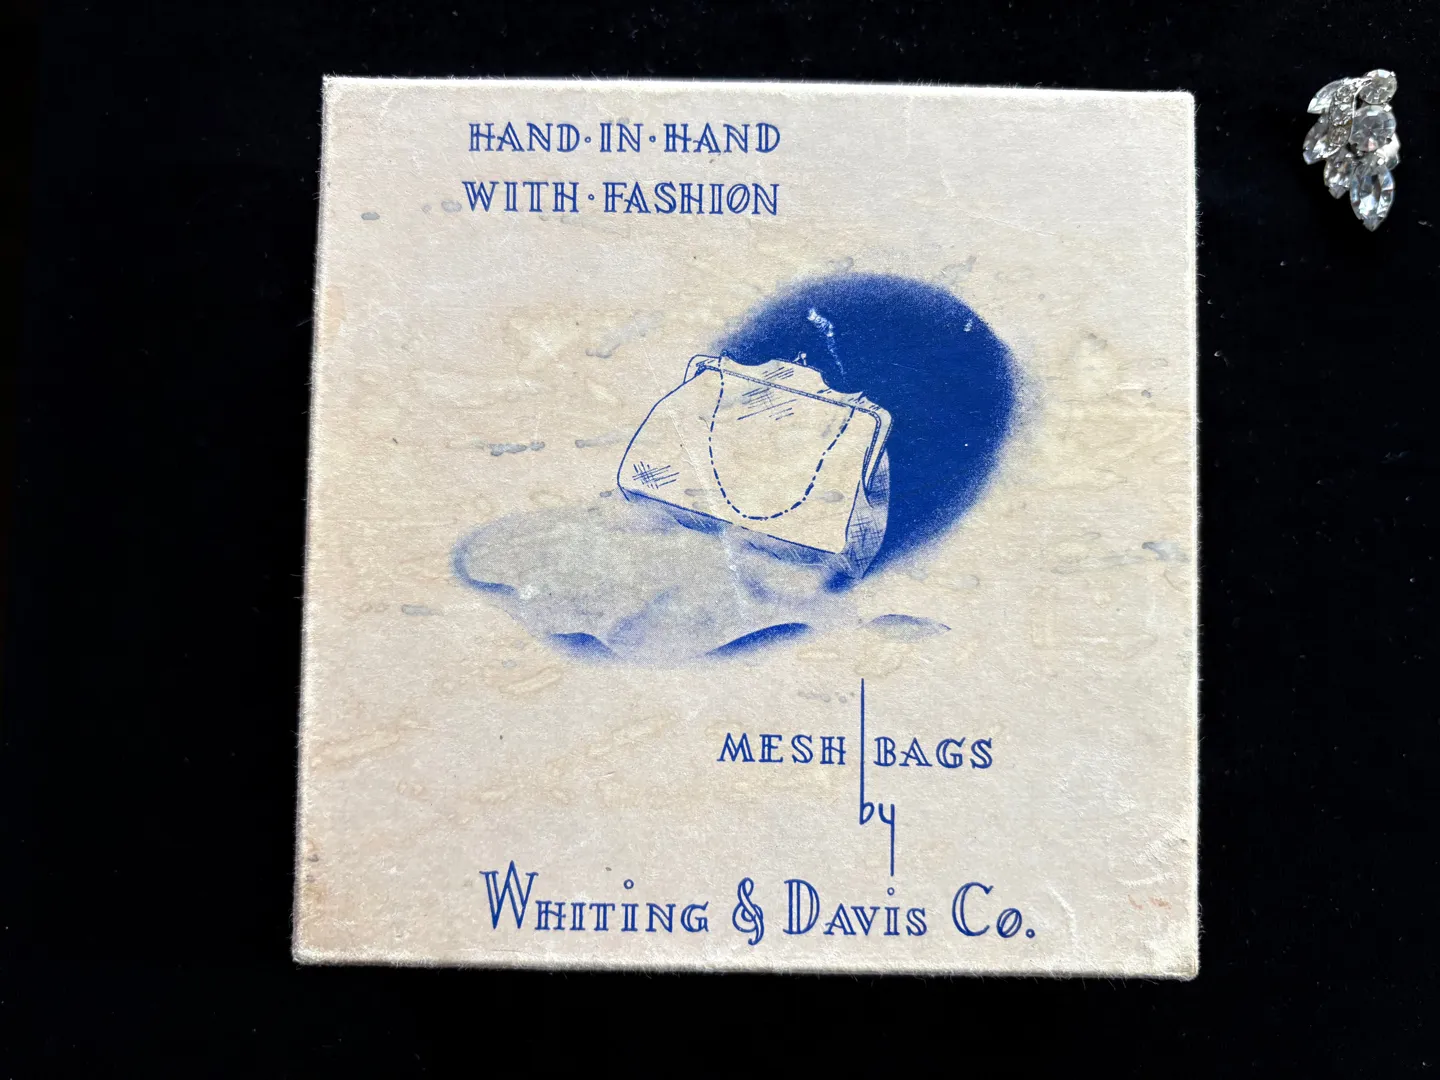 HAND·IN·HAND
WITH·FASHION
MESH BAGS
by
WHITING & DAVIS CO.